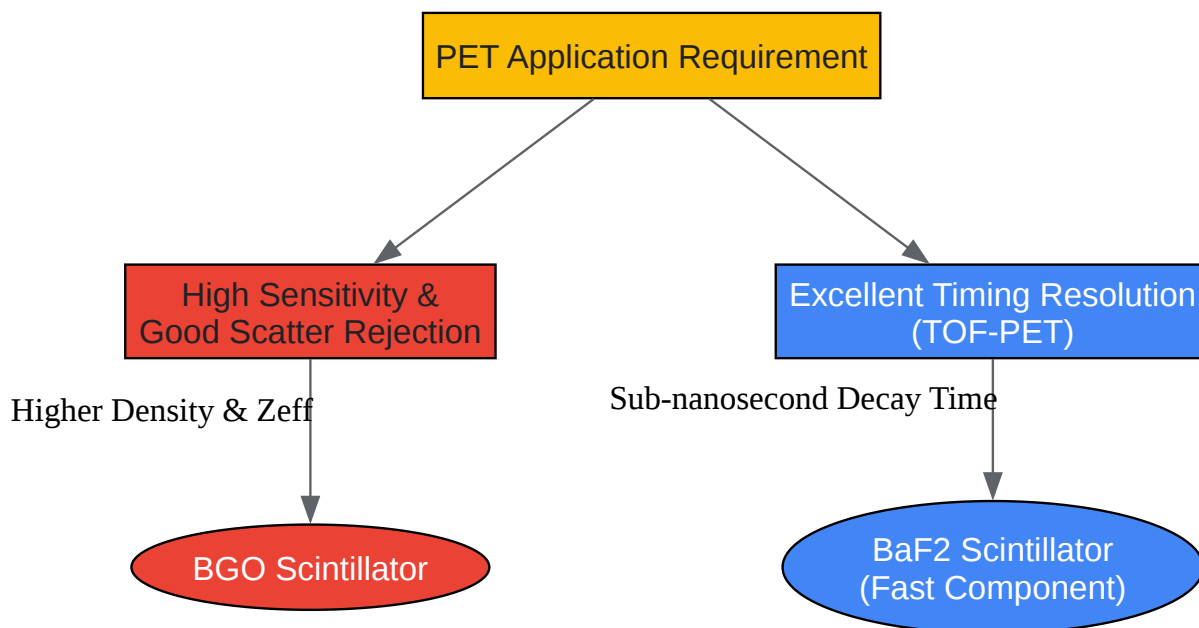 PET Application Requirement
High Sensitivity &
Good Scatter Rejection
Excellent Timing Resolution
(TOF-PET)
Higher Density & Zeff
Sub-nanosecond Decay Time
BGO Scintillator
BaF2 Scintillator
(Fast Component)